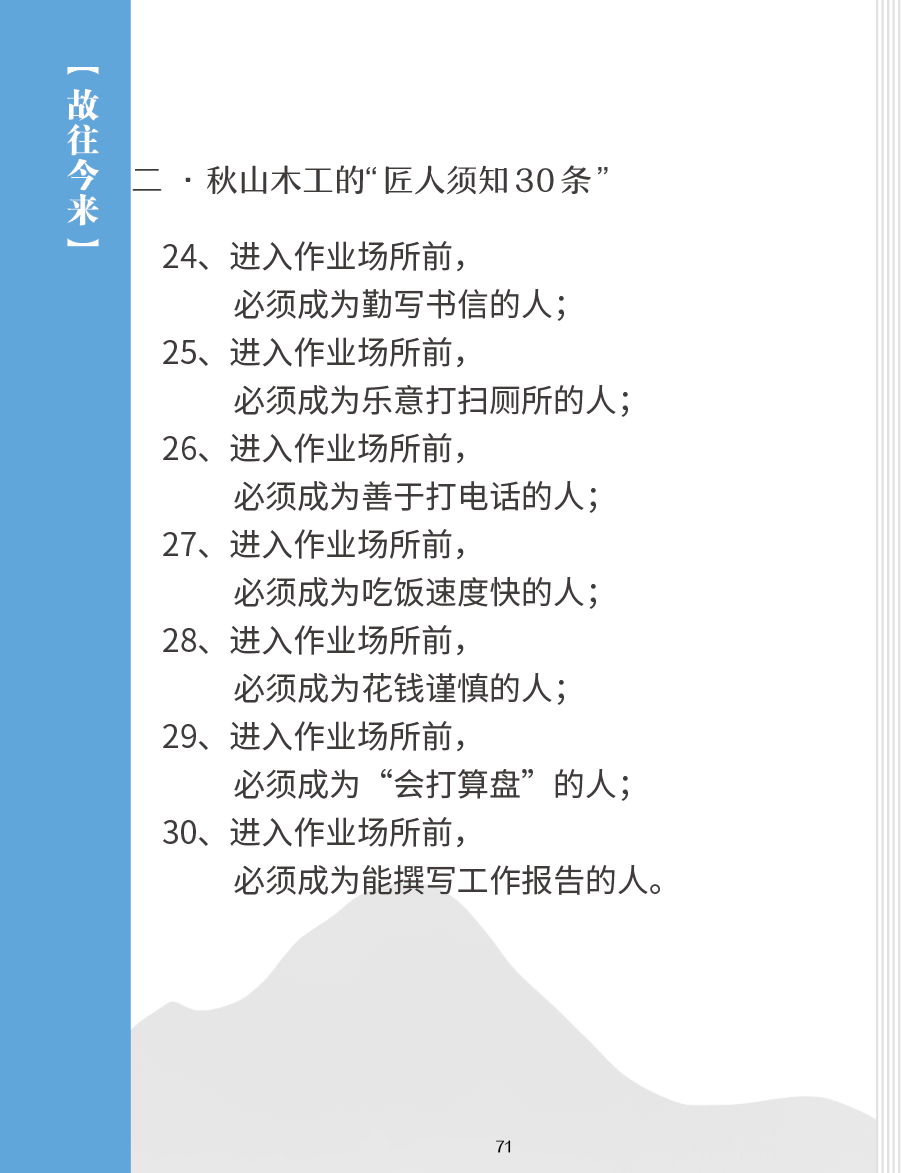 【故往今来】
二 · 秋山木工的“匠人须知30条”
24、进入作业场所前，
必须成为勤写书信的人；
25、进入作业场所前，
必须成为乐意打扫厕所的人；
26、进入作业场所前，
必须成为善于打电话的人；
27、进入作业场所前，
必须成为吃饭速度快的人；
28、进入作业场所前，
必须成为花钱谨慎的人；
29、进入作业场所前，
必须成为“会打算盘”的人；
30、进入作业场所前，
必须成为能撰写工作报告的人。
71